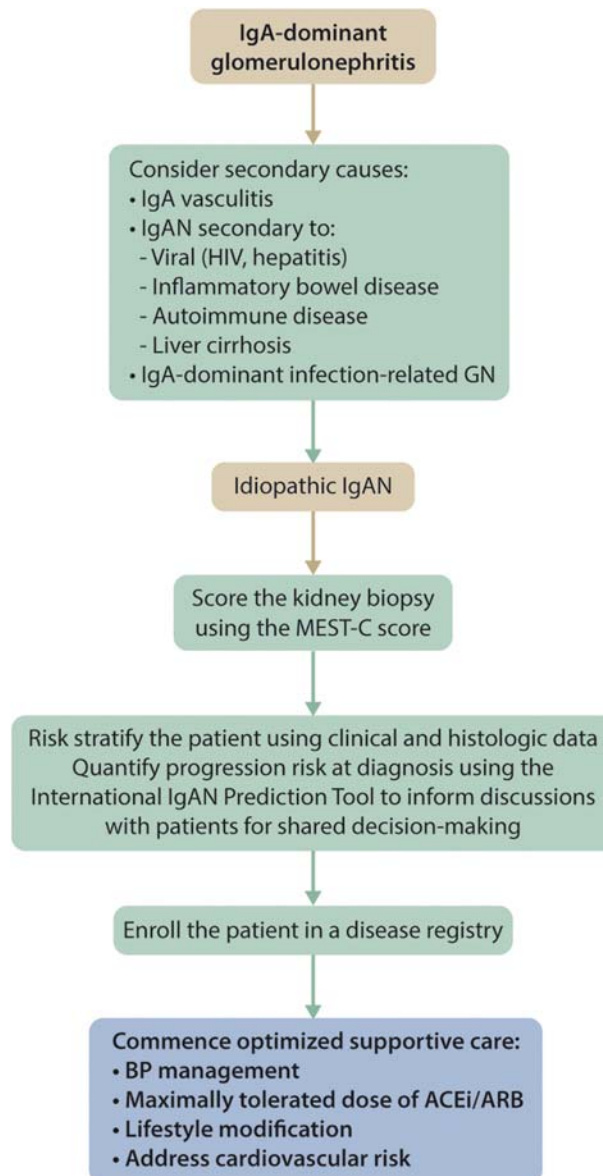 IgA-dominant
glomerulonephritis
Consider secondary causes:
• IgA vasculitis
• IgAN secondary to:
- Viral (HIV, hepatitis)
- Inflammatory bowel disease
- Autoimmune disease
- Liver cirrhosis
• IgA-dominant infection-related GN
Idiopathic IgAN
Score the kidney biopsy
using the MEST-C score
Risk stratify the patient using clinical and histologic data
Quantify progression risk at diagnosis using the
International IgAN Prediction Tool to inform discussions
with patients for shared decision-making
Enroll the patient in a disease registry
Commence optimized supportive care:
• BP management
• Maximally tolerated dose of ACEi/ARB
• Lifestyle modification
• Address cardiovascular risk